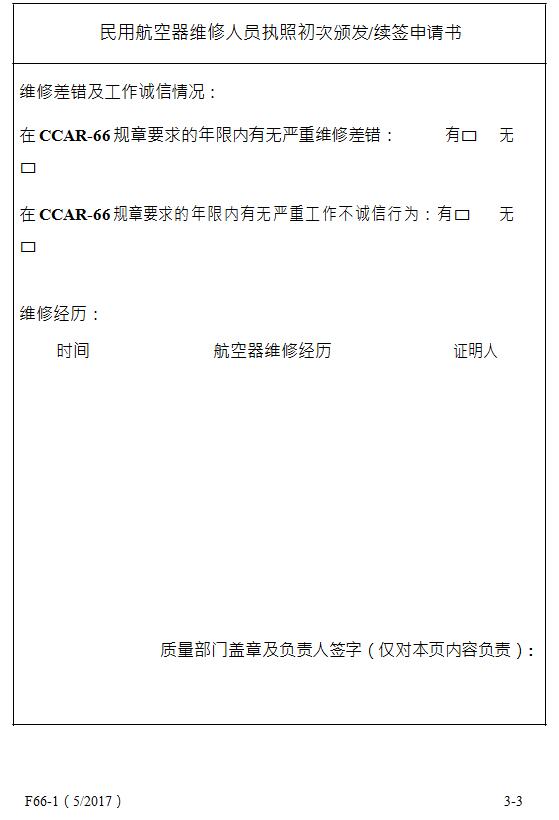 民用航空器维修人员执照初次颁发/续签申请书
维修差错及工作诚信情况：
在 CCAR-66 规章要求的年限内有无严重维修差错： 有□ 无
□
在 CCAR-66 规章要求的年限内有无严重工作不诚信行为：有□ 无
□
维修经历：
时间 航空器维修经历 证明人
质量部门盖章及负责人签字（仅对本页内容负责）：
F66-1（5/2017） 3-3